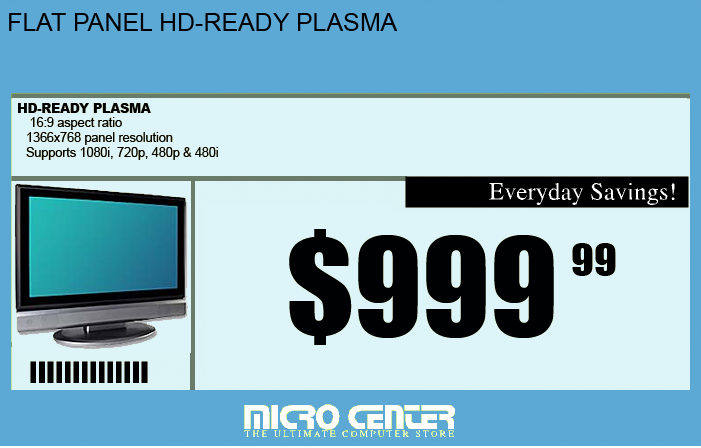 FLAT PANEL HD-READY PLASMA
HD-READY PLASMA
16:9 aspect ratio
1366x768 panel resolution
Supports 1080i, 720p, 480p & 480i
Everyday Savings!
$999 99
MICRO CENTER
THE ULTIMATE COMPUTER STORE